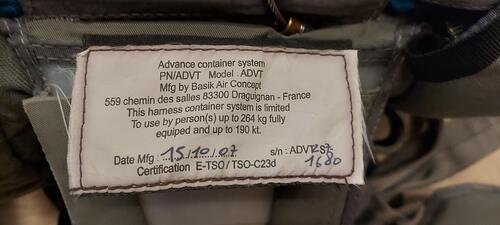 Advance container system
PN/ADVT Model : ADVT
Mfg by Basik Air Concept
559 chemin des salles 83300 Draguignan - France
This harness container system is limited
To use by person(s) up to 264 kg fully
equiped and up to 190 kt.
Date Mfg : 15/10/07 s/n : ADVT
1680
Certification E-TSO / TSO-C23d